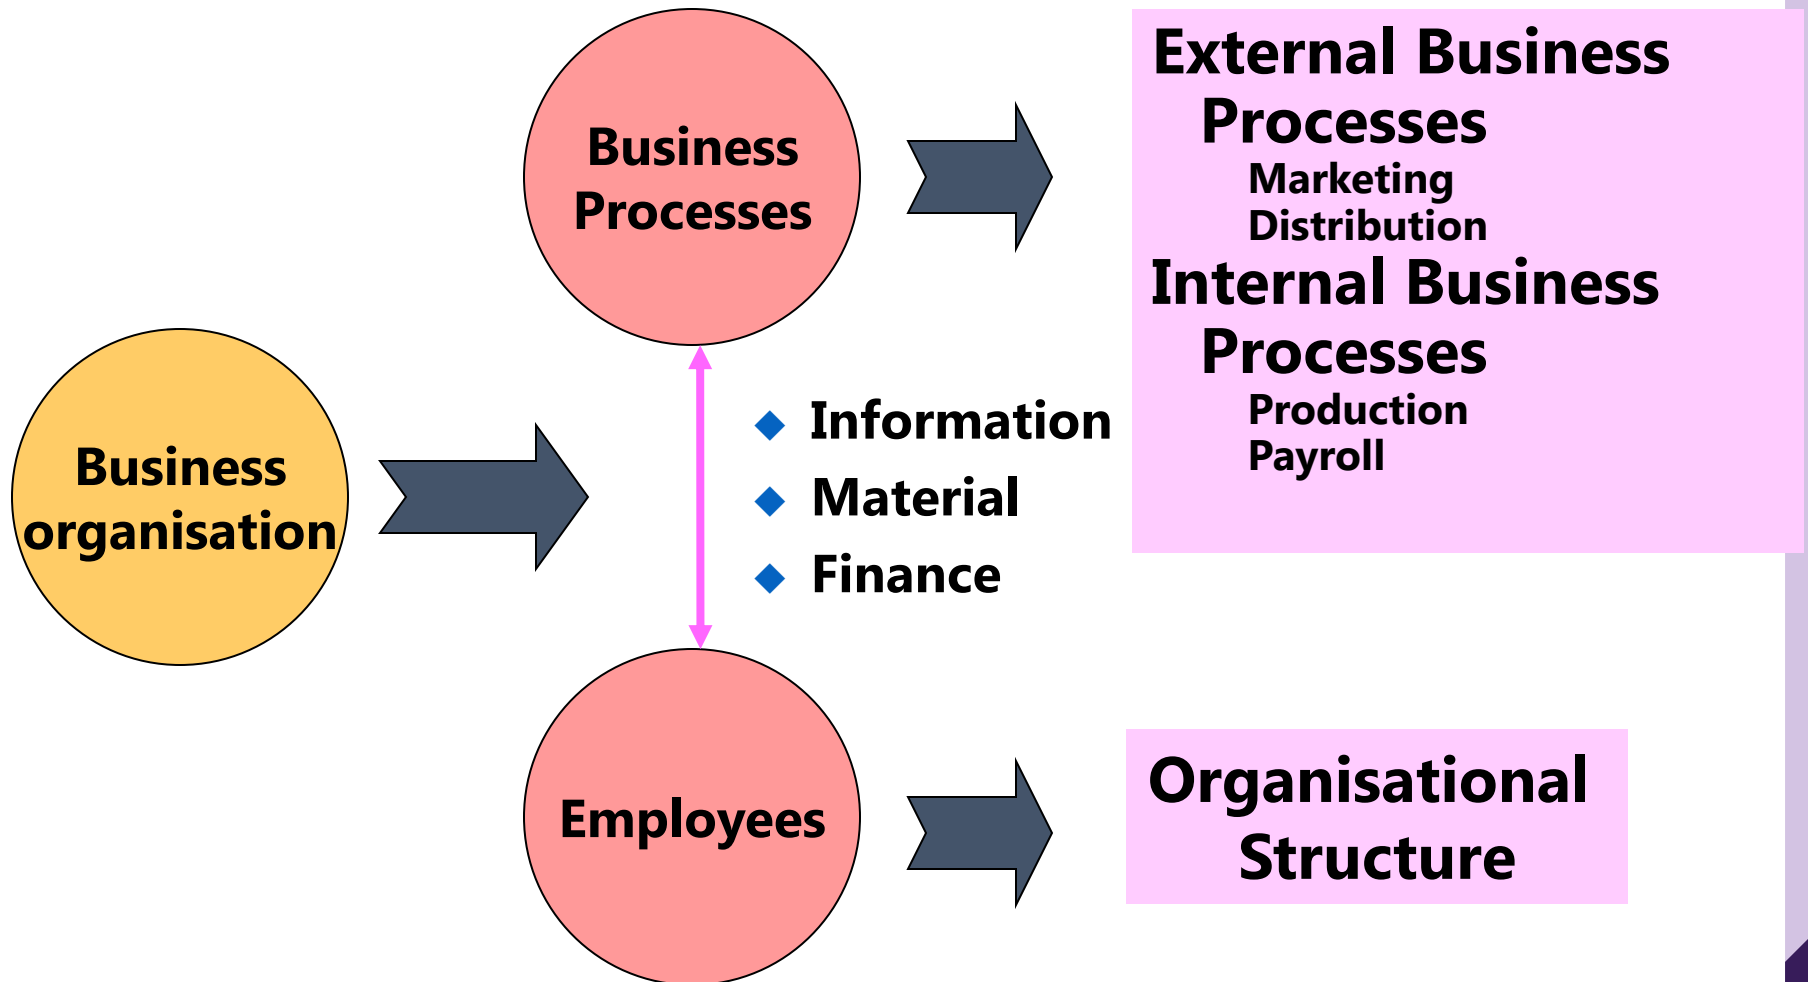 Business
Processes
External Business
Processes
Marketing
Distribution
Internal Business
Processes
Production
Payroll
Business
organisation
Information
Material
Finance
Employees
Organisational
Structure